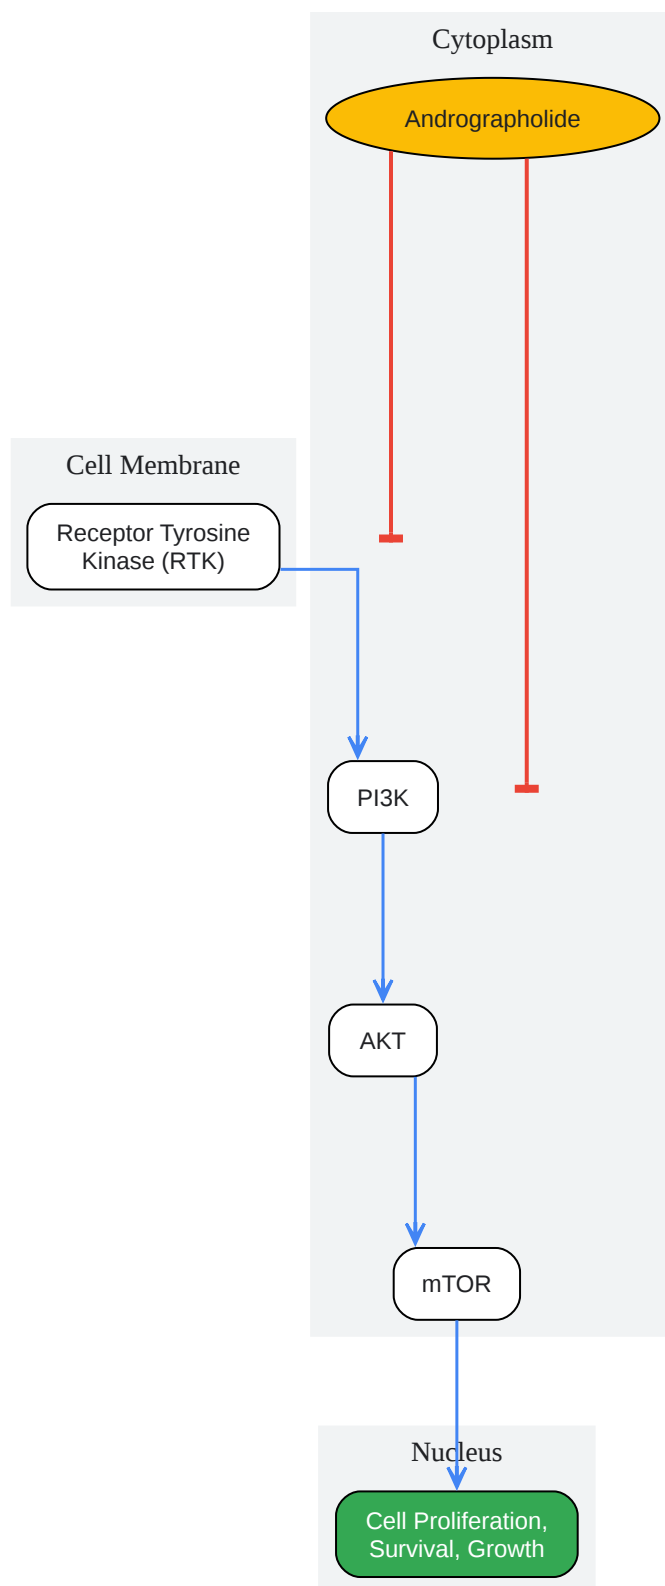 Cytoplasm
Andrographolide
Cell Membrane
Receptor Tyrosine
Kinase (RTK)
PI3K
AKT
mTOR
Nucleus
Cell Proliferation,
Survival, Growth